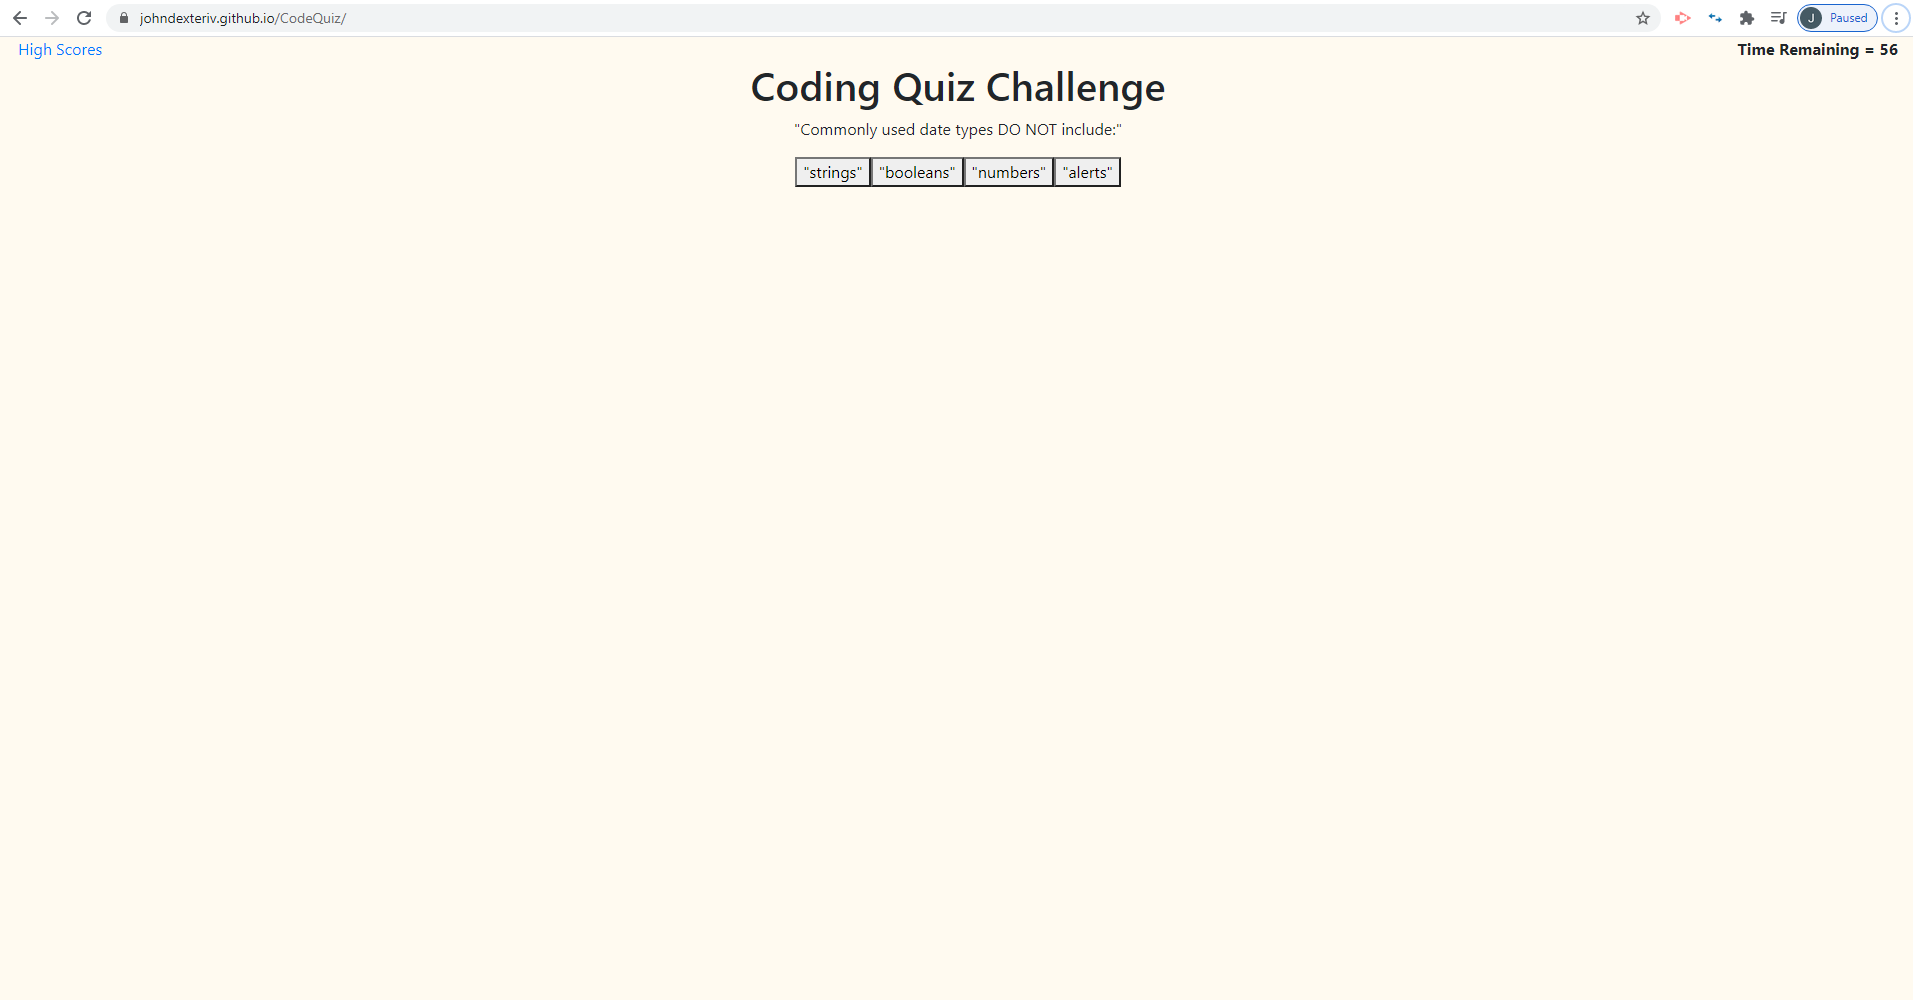 johndexteriv.github.io/CodeQuiz/
J Paused
High Scores
Time Remaining = 56
Coding Quiz Challenge
"Commonly used date types DO NOT include:"
"strings" "booleans" "numbers" "alerts"